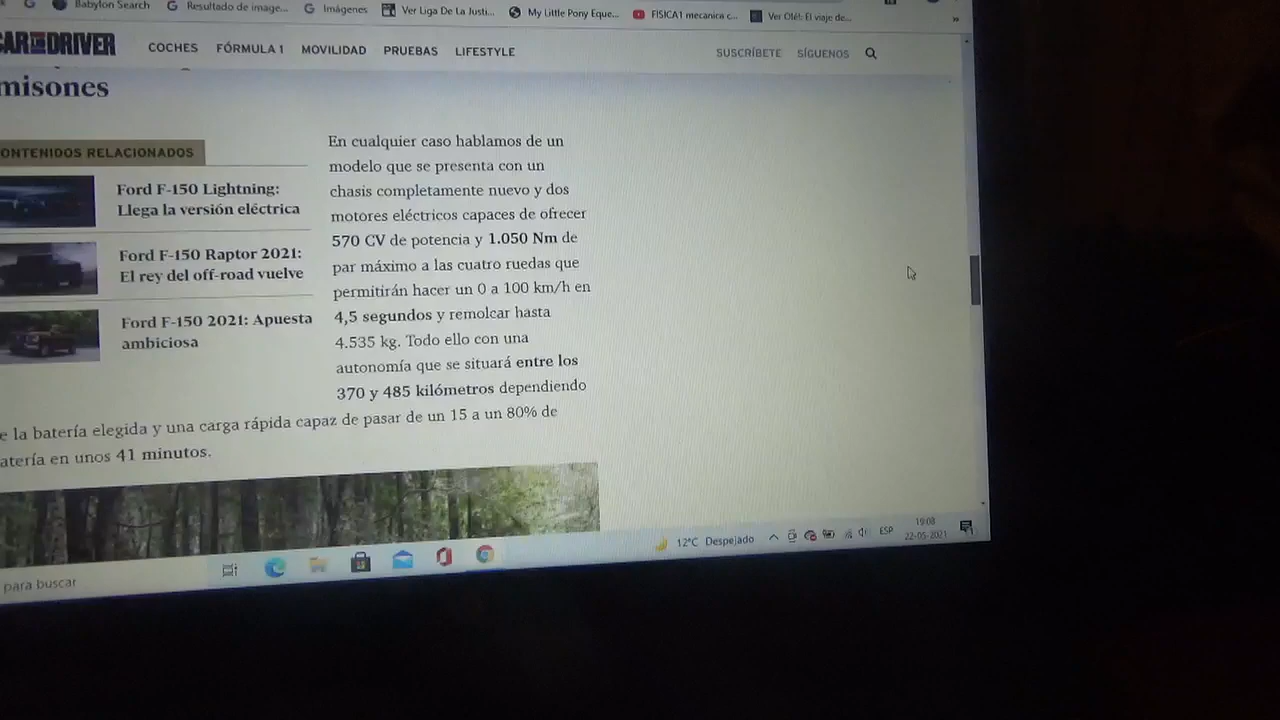 Babylon Search
Resultado de image...
Imágenes
Ver Liga De La Justi...
My Little Pony Eque...
FISICA1 mecanica c...
Ver Olé!: El viaje de...
»
CAR DRIVER
COCHES
FÓRMULA 1
MOVILIDAD
PRUEBAS
LIFESTYLE
SUSCRÍBETE
SÍGUENOS
misones
ONTENIDOS RELACIONADOS
Ford F-150 Lightning:
Llega la versión eléctrica
Ford F-150 Raptor 2021:
El rey del off-road vuelve
Ford F-150 2021: Apuesta
ambiciosa
En cualquier caso hablamos de un
modelo que se presenta con un
chasis completamente nuevo y dos
motores eléctricos capaces de ofrecer
570 CV de potencia y 1.050 Nm de
par máximo a las cuatro ruedas que
permitirán hacer un 0 a 100 km/h en
4,5 segundos y remolcar hasta
4.535 kg. Todo ello con una
autonomía que se situará entre los
370 y 485 kilómetros dependiendo
e la batería elegida y una carga rápida capaz de pasar de un 15 a un 80% de
atería en unos 41 minutos.
12°C Despejado
ESP
19:08
22-05-2021
para buscar